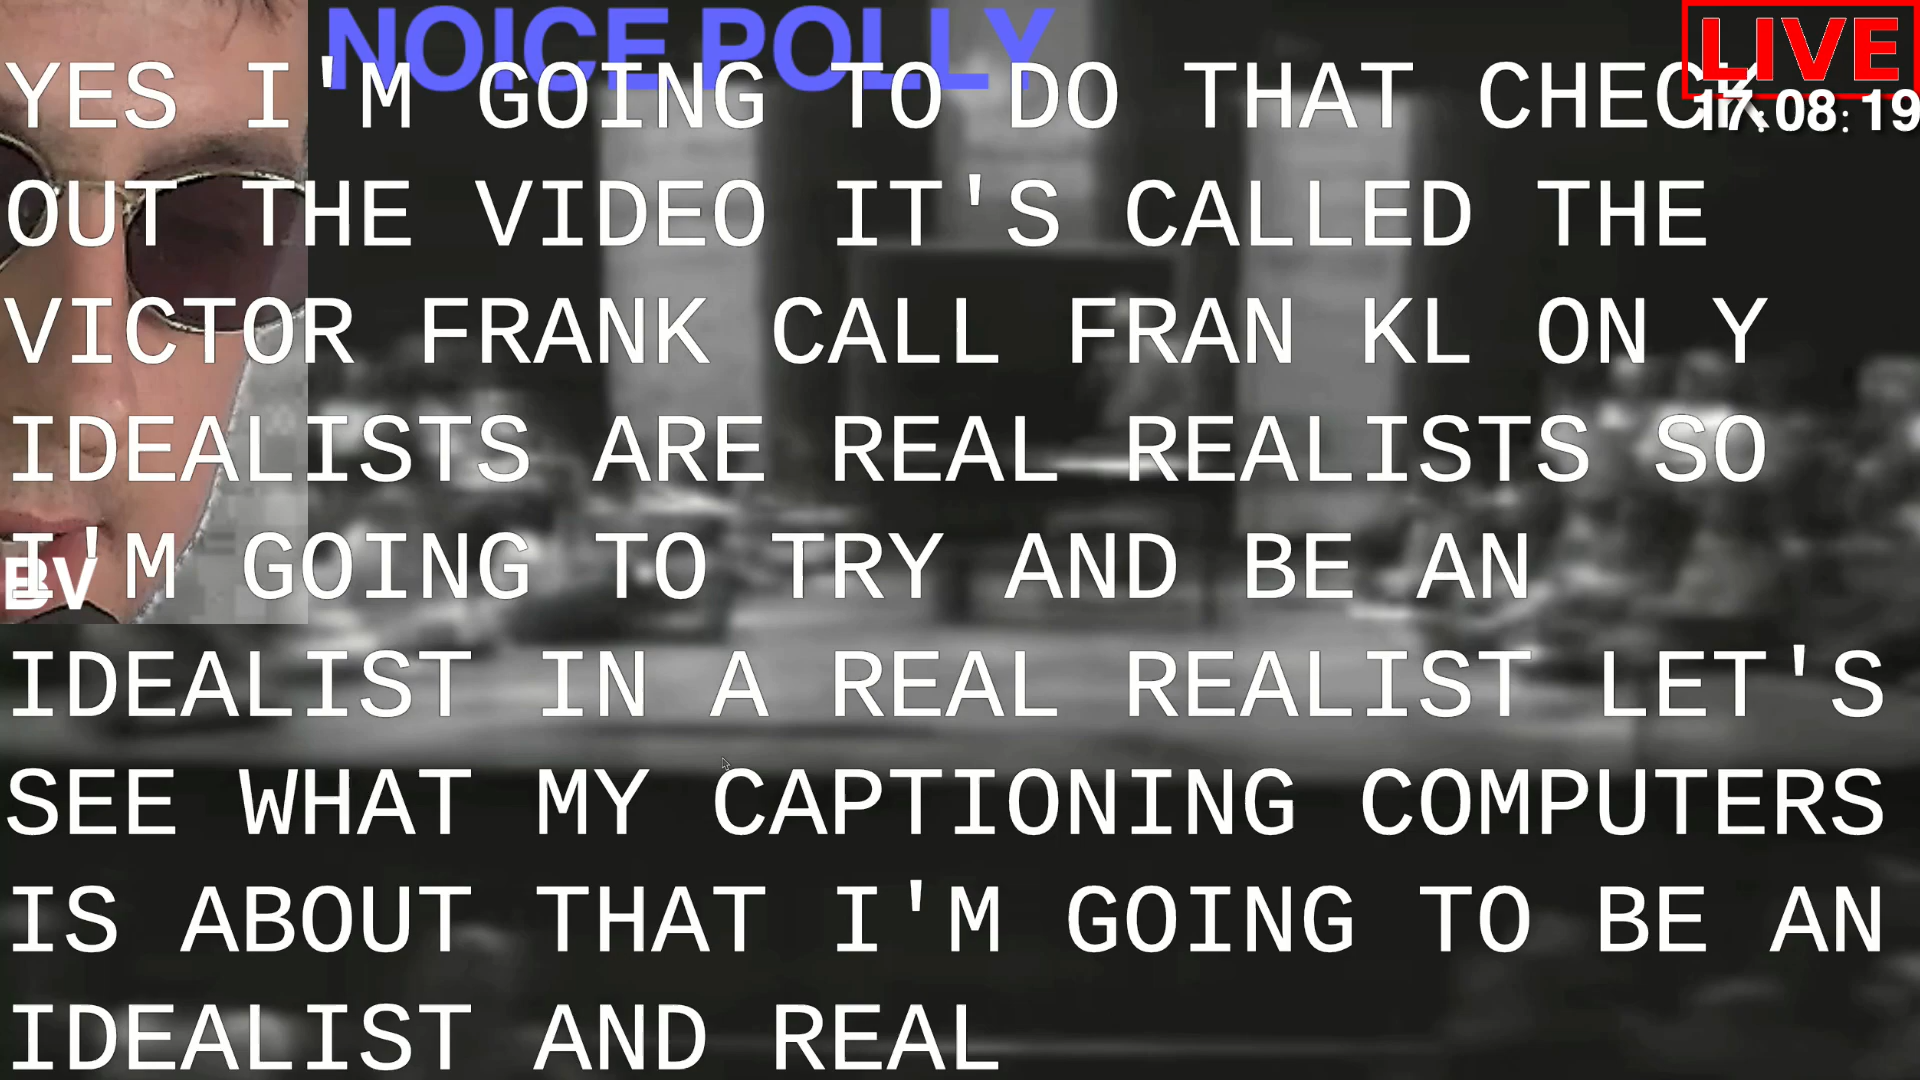 NOICE POLLY
LIVE
17:08:19
YES I'M GOING TO DO THAT CHECK
OUT THE VIDEO IT'S CALLED THE
VICTOR FRANK CALL FRAN KL ON Y
IDEALISTS ARE REAL REALISTS SO
I'M GOING TO TRY AND BE AN
IDEALIST IN A REAL REALIST LET'S
SEE WHAT MY CAPTIONING COMPUTERS
IS ABOUT THAT I'M GOING TO BE AN
IDEALIST AND REAL
BV